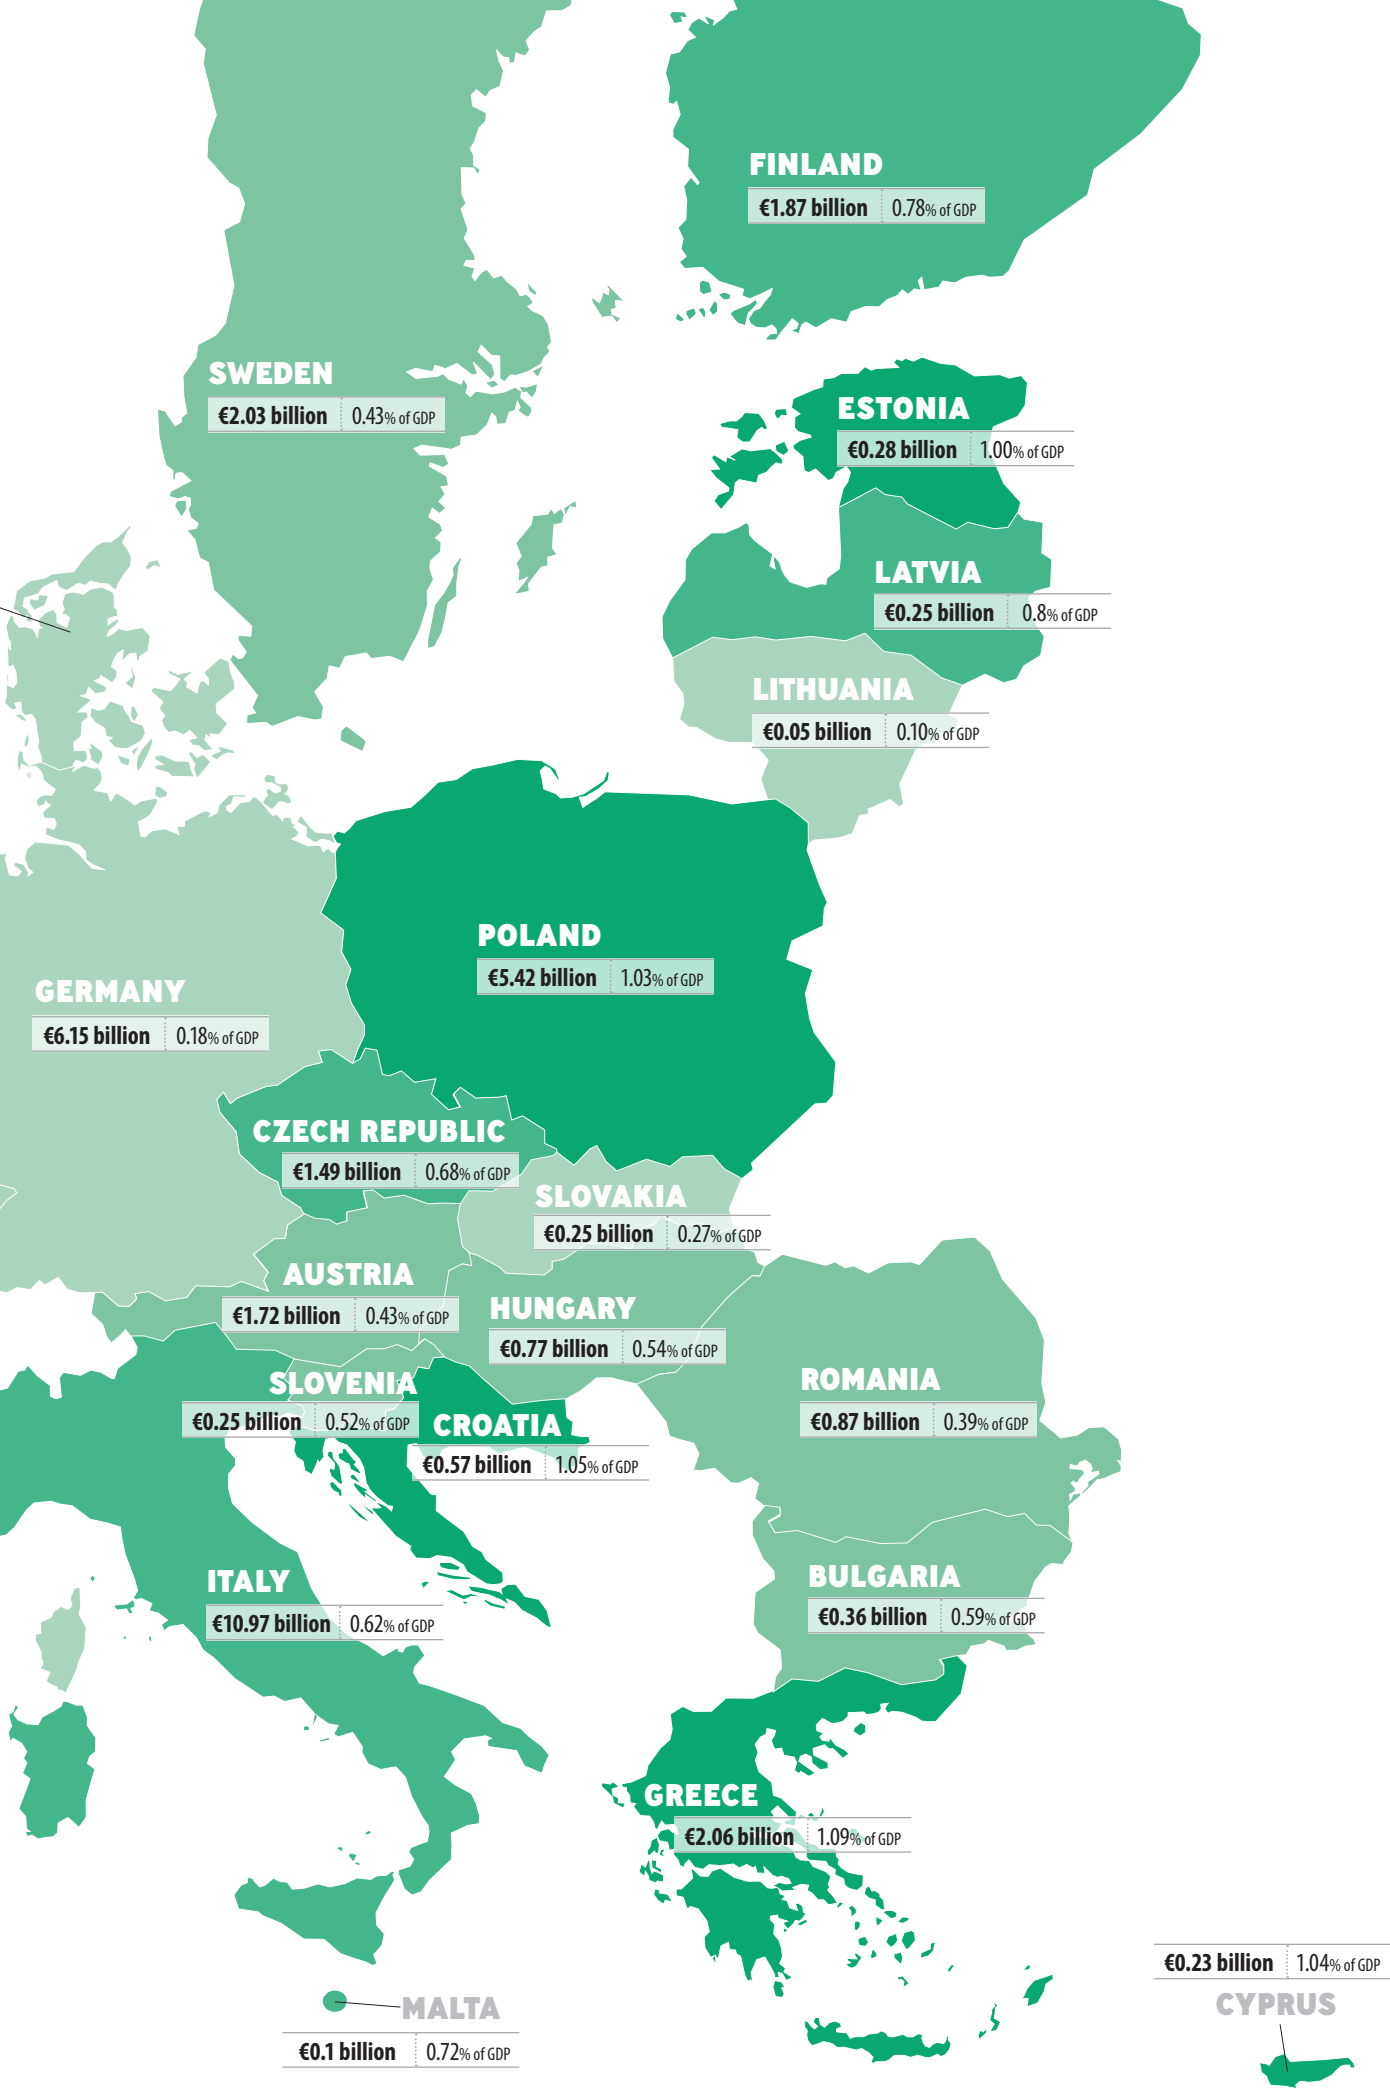 FINLAND
€1.87 billion 0.78% of GDP
SWEDEN
€2.03 billion 0.43% of GDP
ESTONIA
€0.28 billion 1.00% of GDP
LATVIA
€0.25 billion 0.8% of GDP
LITHUANIA
€0.05 billion 0.10% of GDP
POLAND
€5.42 billion 1.03% of GDP
GERMANY
€6.15 billion 0.18% of GDP
CZECH REPUBLIC
€1.49 billion 0.68% of GDP
SLOVAKIA
€0.25 billion 0.27% of GDP
AUSTRIA
€1.72 billion 0.43% of GDP
HUNGARY
€0.77 billion 0.54% of GDP
SLOVENIA
€0.25 billion 0.52% of GDP
CROATIA
€0.57 billion 1.05% of GDP
ROMANIA
€0.87 billion 0.39% of GDP
ITALY
€10.97 billion 0.62% of GDP
BULGARIA
€0.36 billion 0.59% of GDP
GREECE
€2.06 billion 1.09% of GDP
€0.23 billion 1.04% of GDP
CYPRUS
MALTA
€0.1 billion 0.72% of GDP